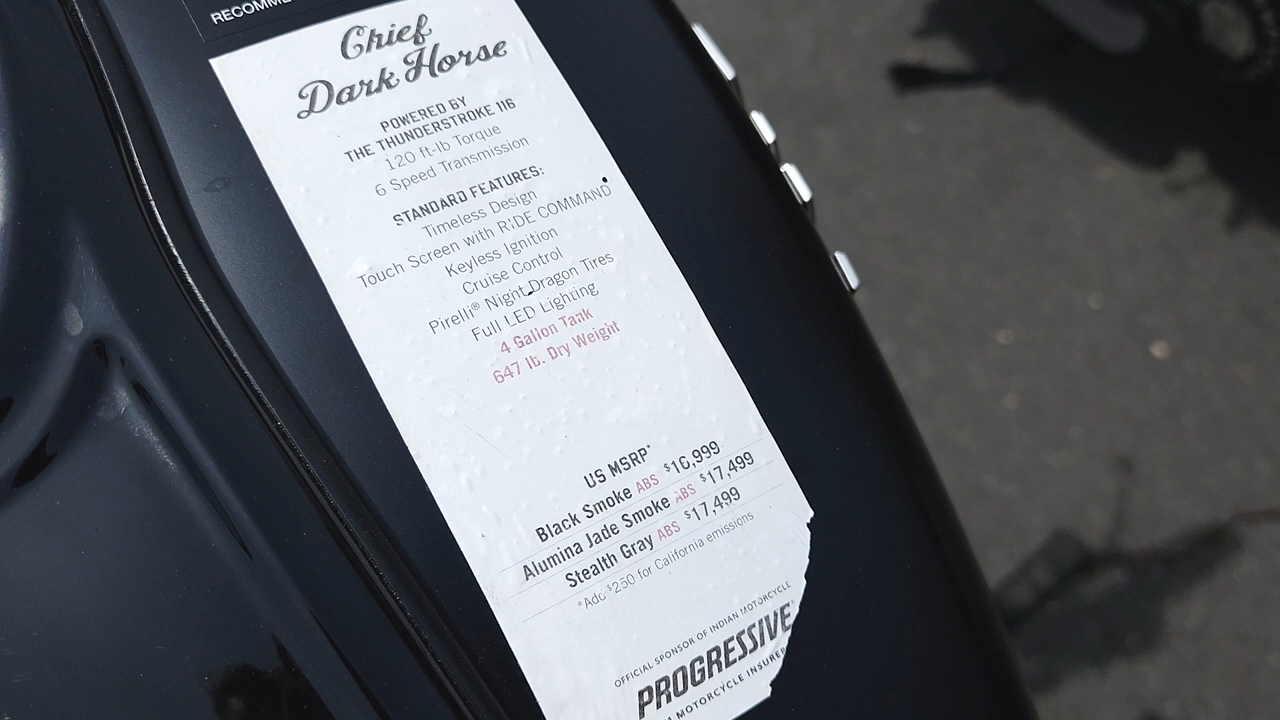 Chief
Dark Horse
POWERED BY
THE THUNDERSTROKE 116
120 ft-lb Torque
6 Speed Transmission
STANDARD FEATURES:
Timeless Design
Touch Screen with RIDE COMMAND
Keyless Ignition
Cruise Control
Pirelli® Night Dragon Tires
Full LED Lighting
4 Gallon Tank
647 lb. Dry Weight
US MSRP*
Black Smoke ABS $16,999
Alumina Jade Smoke ABS $17,499
Stealth Gray ABS $17,499
*Add $250 for California emissions
OFFICIAL SPONSOR OF INDIAN MOTORCYCLE
PROGRESSIVE
MOTORCYCLE INSURER